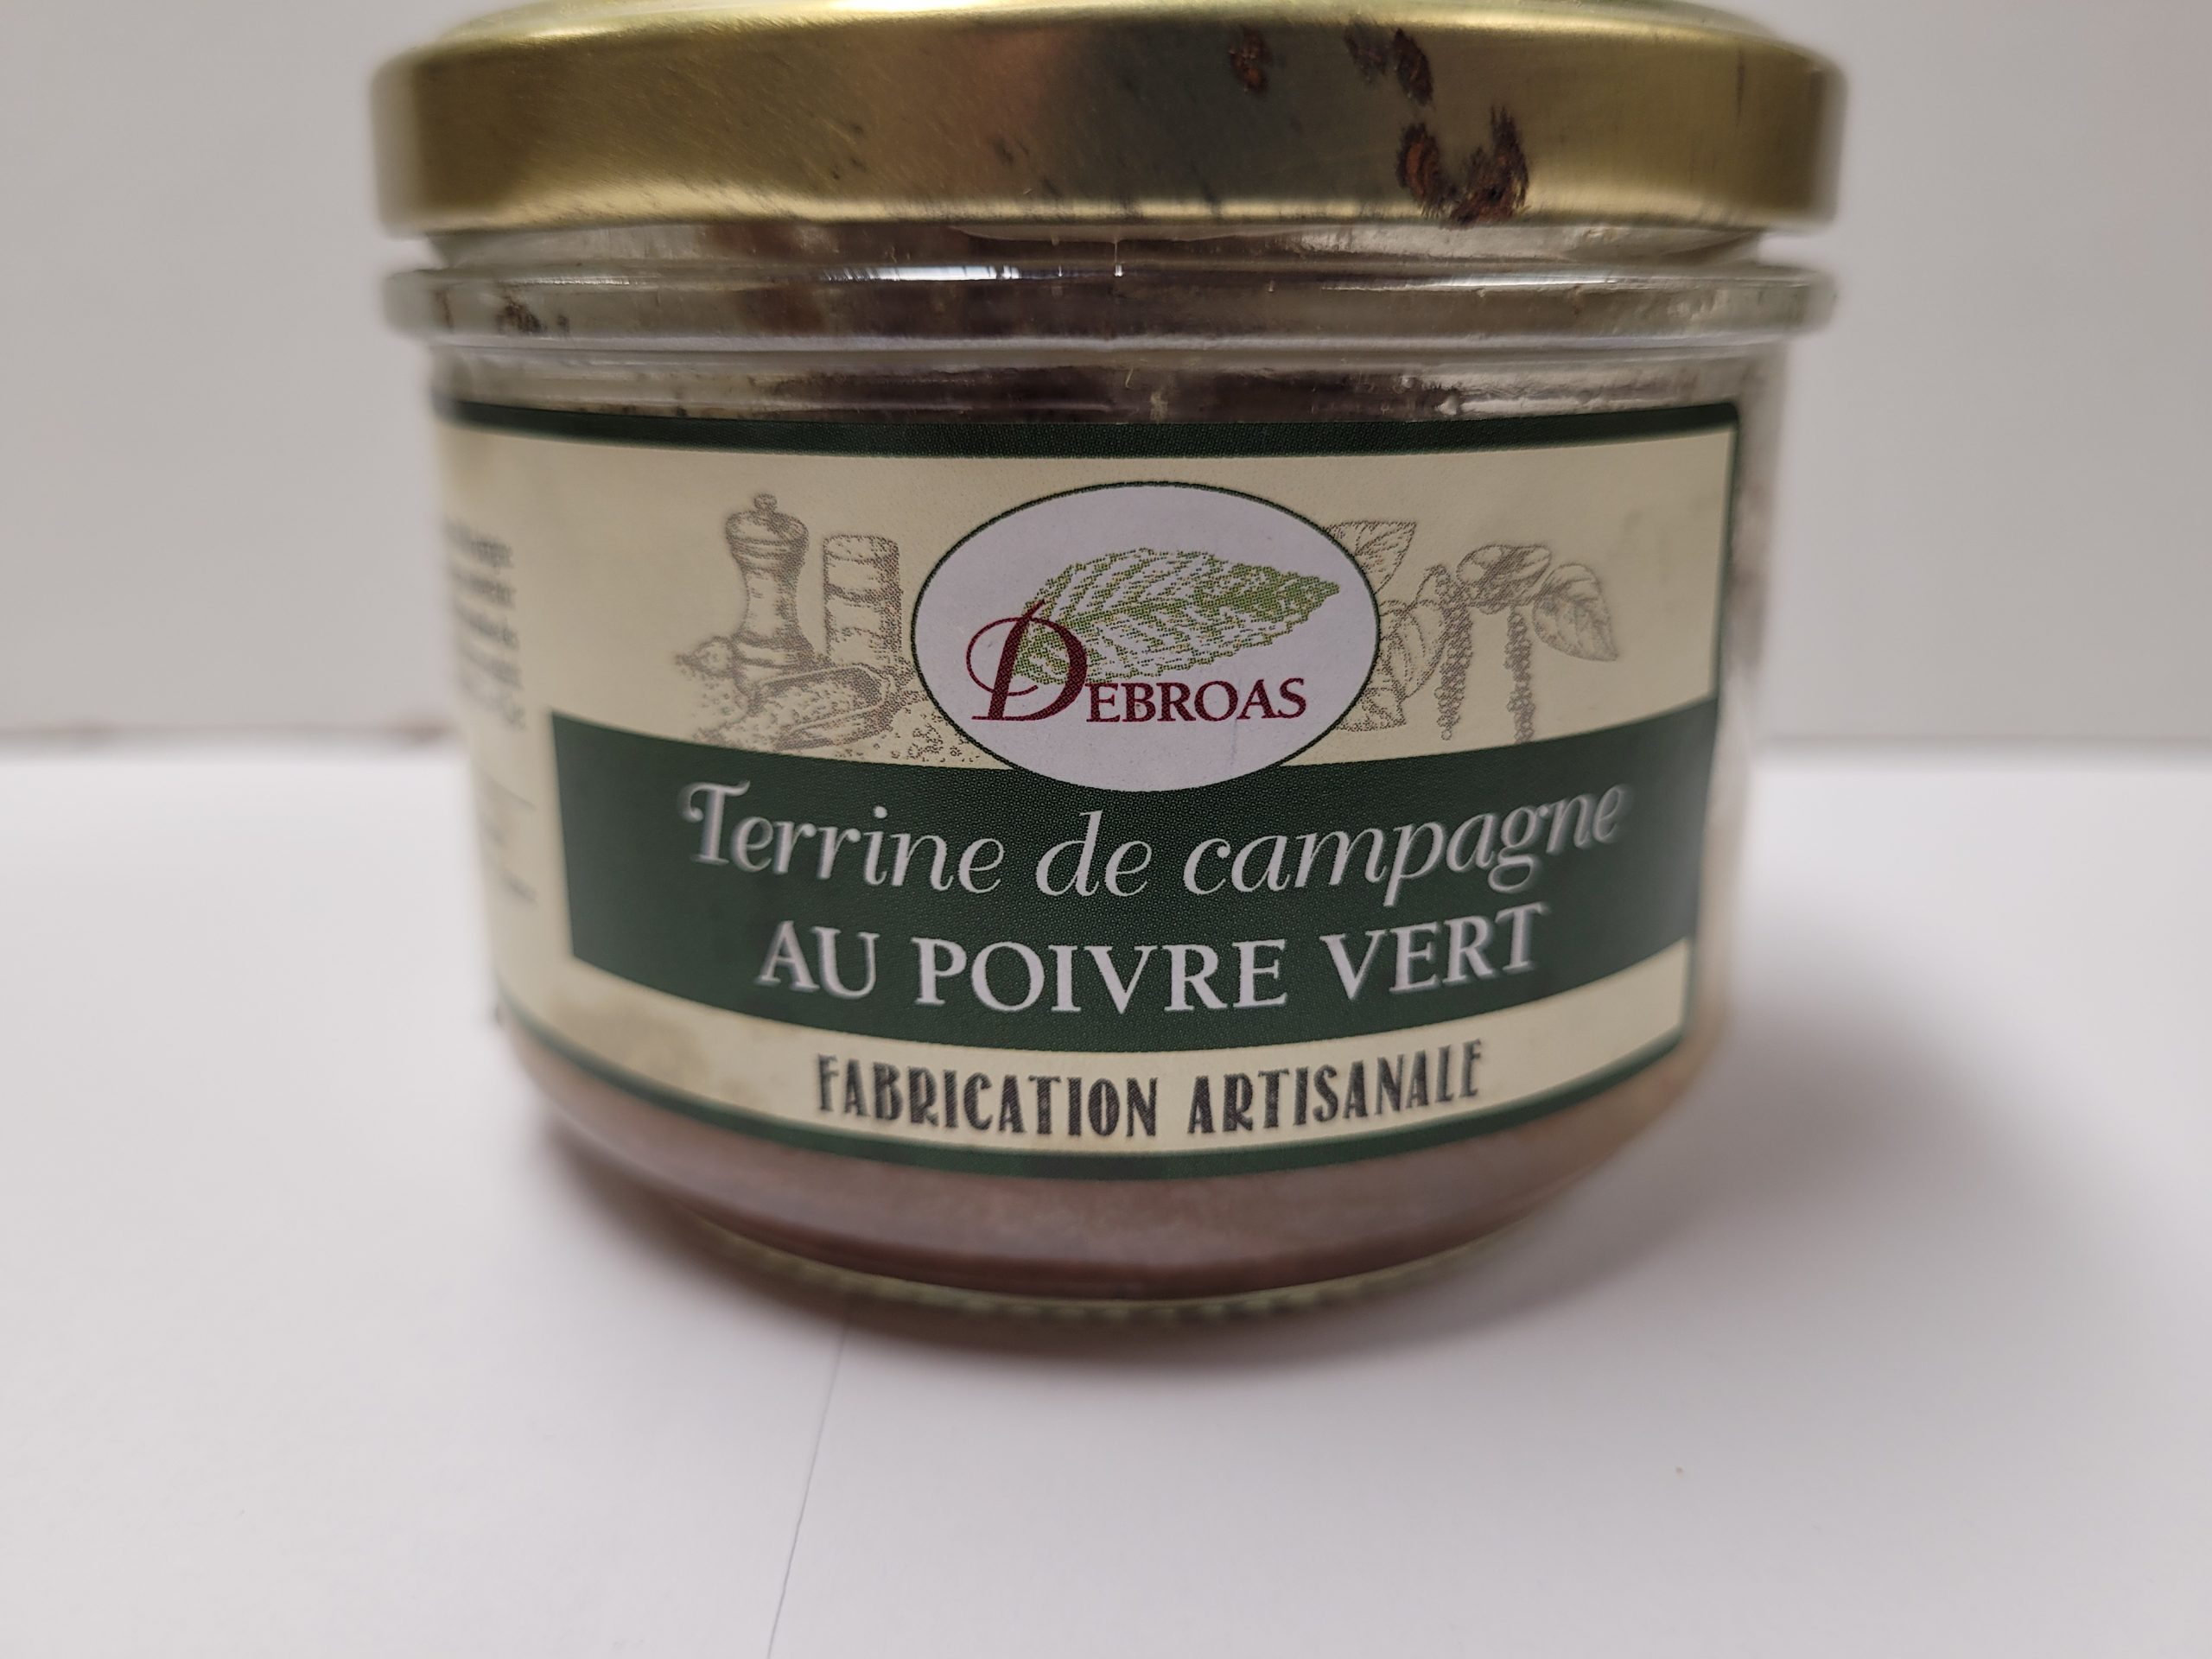 DEBROAS
Terrine de campagne
AU POIVRE VERT
FABRICATION ARTISANALE